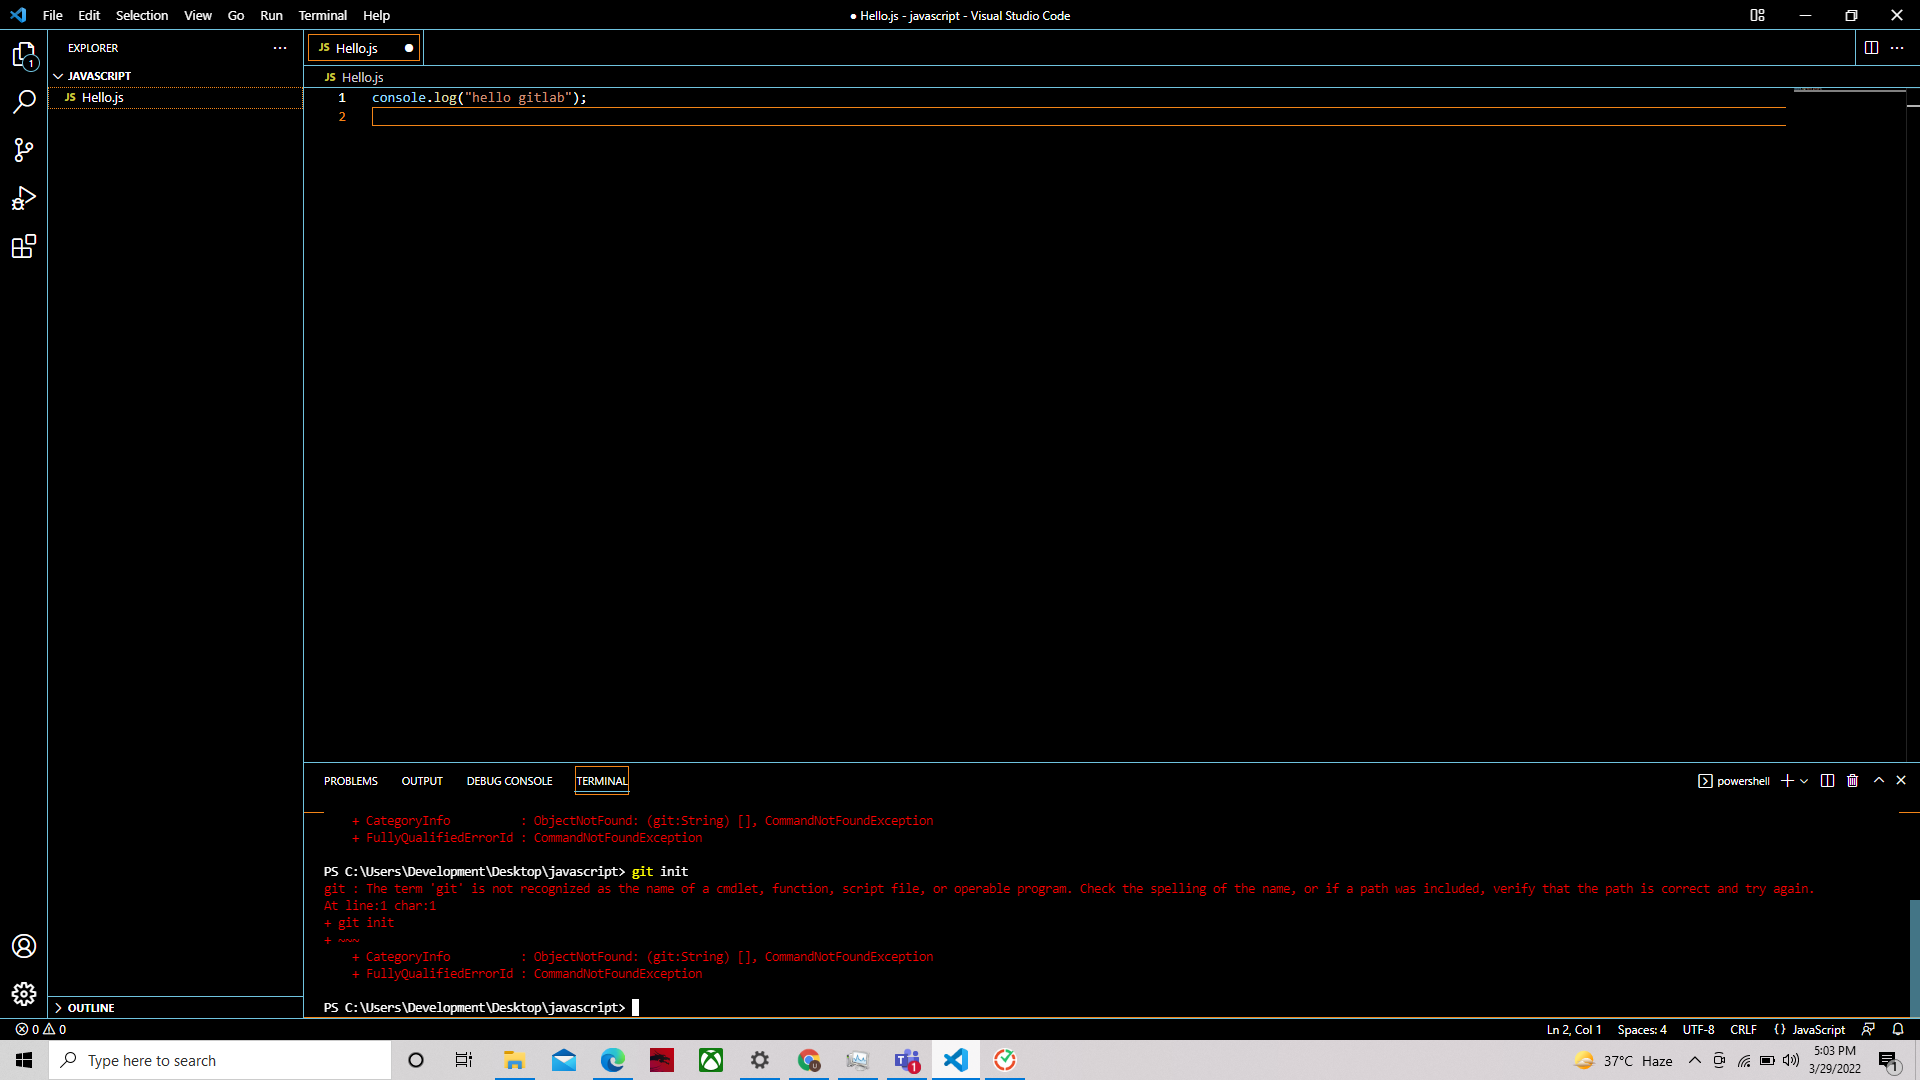 File Edit Selection View Go Run Terminal Help
● Hello.js - javascript - Visual Studio Code
EXPLORER
JS Hello.js
1
JAVASCRIPT
JS Hello.js
JS Hello.js
1 console.log("hello gitlab");
2
PROBLEMS OUTPUT DEBUG CONSOLE TERMINAL
powershell
+ CategoryInfo : ObjectNotFound: (git:String) [], CommandNotFoundException
+ FullyQualifiedErrorId : CommandNotFoundException
PS C:\Users\Development\Desktop\javascript> git init
git : The term 'git' is not recognized as the name of a cmdlet, function, script file, or operable program. Check the spelling of the name, or if a path was included, verify that the path is correct and try again.
At line:1 char:1
+ git init
+ ~~~
+ CategoryInfo : ObjectNotFound: (git:String) [], CommandNotFoundException
+ FullyQualifiedErrorId : CommandNotFoundException
PS C:\Users\Development\Desktop\javascript>
OUTLINE
0 0
Ln 2, Col 1 Spaces: 4 UTF-8 CRLF {} JavaScript
Type here to search
1
37°C Haze
5:03 PM
3/29/2022
1